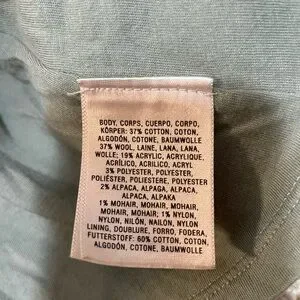 BODY, CORPS, CUERPO, CORPO,
KÖRPER: 37% COTTON, COTON,
ALGODÓN, COTONE, BAUMWOLLE
37% WOOL, LAINE, LANA, LANA,
WOLLE; 19% ACRYLIC, ACRYLIQUE,
ACRÍLICO, ACRILICO, ACRYL
3% POLYESTER, POLYESTER,
POLIÉSTER, POLIESTERE, POLYESTER
2% ALPACA, ALPAGA, ALPACA,
ALPACA, ALPAKA
1% MOHAIR, MOHAIR, MOHAIR,
MOHAIR, MOHAIR; 1% NYLON,
NYLON, NILÓN, NAILON, NYLON
LINING, DOUBLURE, FORRO, FODERA,
FUTTERSTOFF: 60% COTTON, COTON,
ALGODÓN, COTONE, BAUMWOLLE